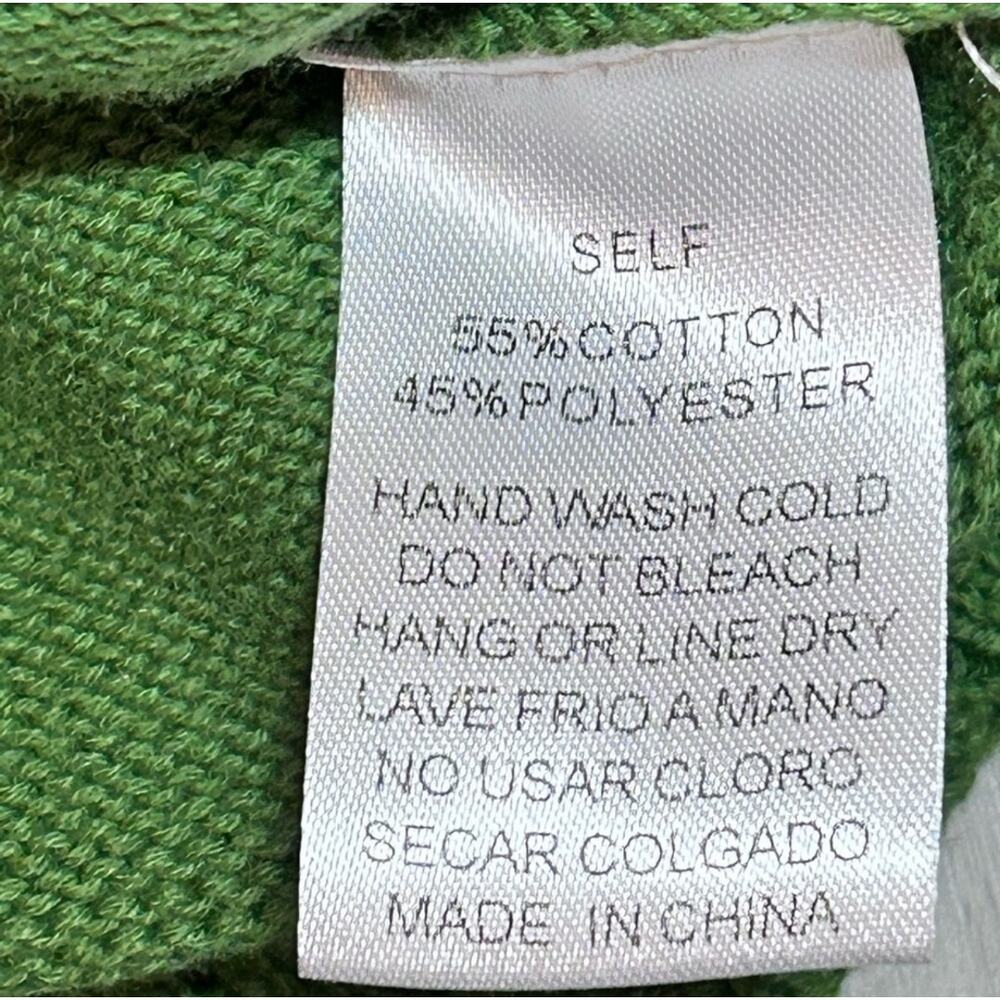 SELF
55%COTTON
45%POLYESTER
HAND WASH COLD
DO NOT BLEACH
HANG OR LINE DRY
LAVE FRIO A MANO
NO USAR CLORO
SECAR COLGADO
MADE IN CHINA